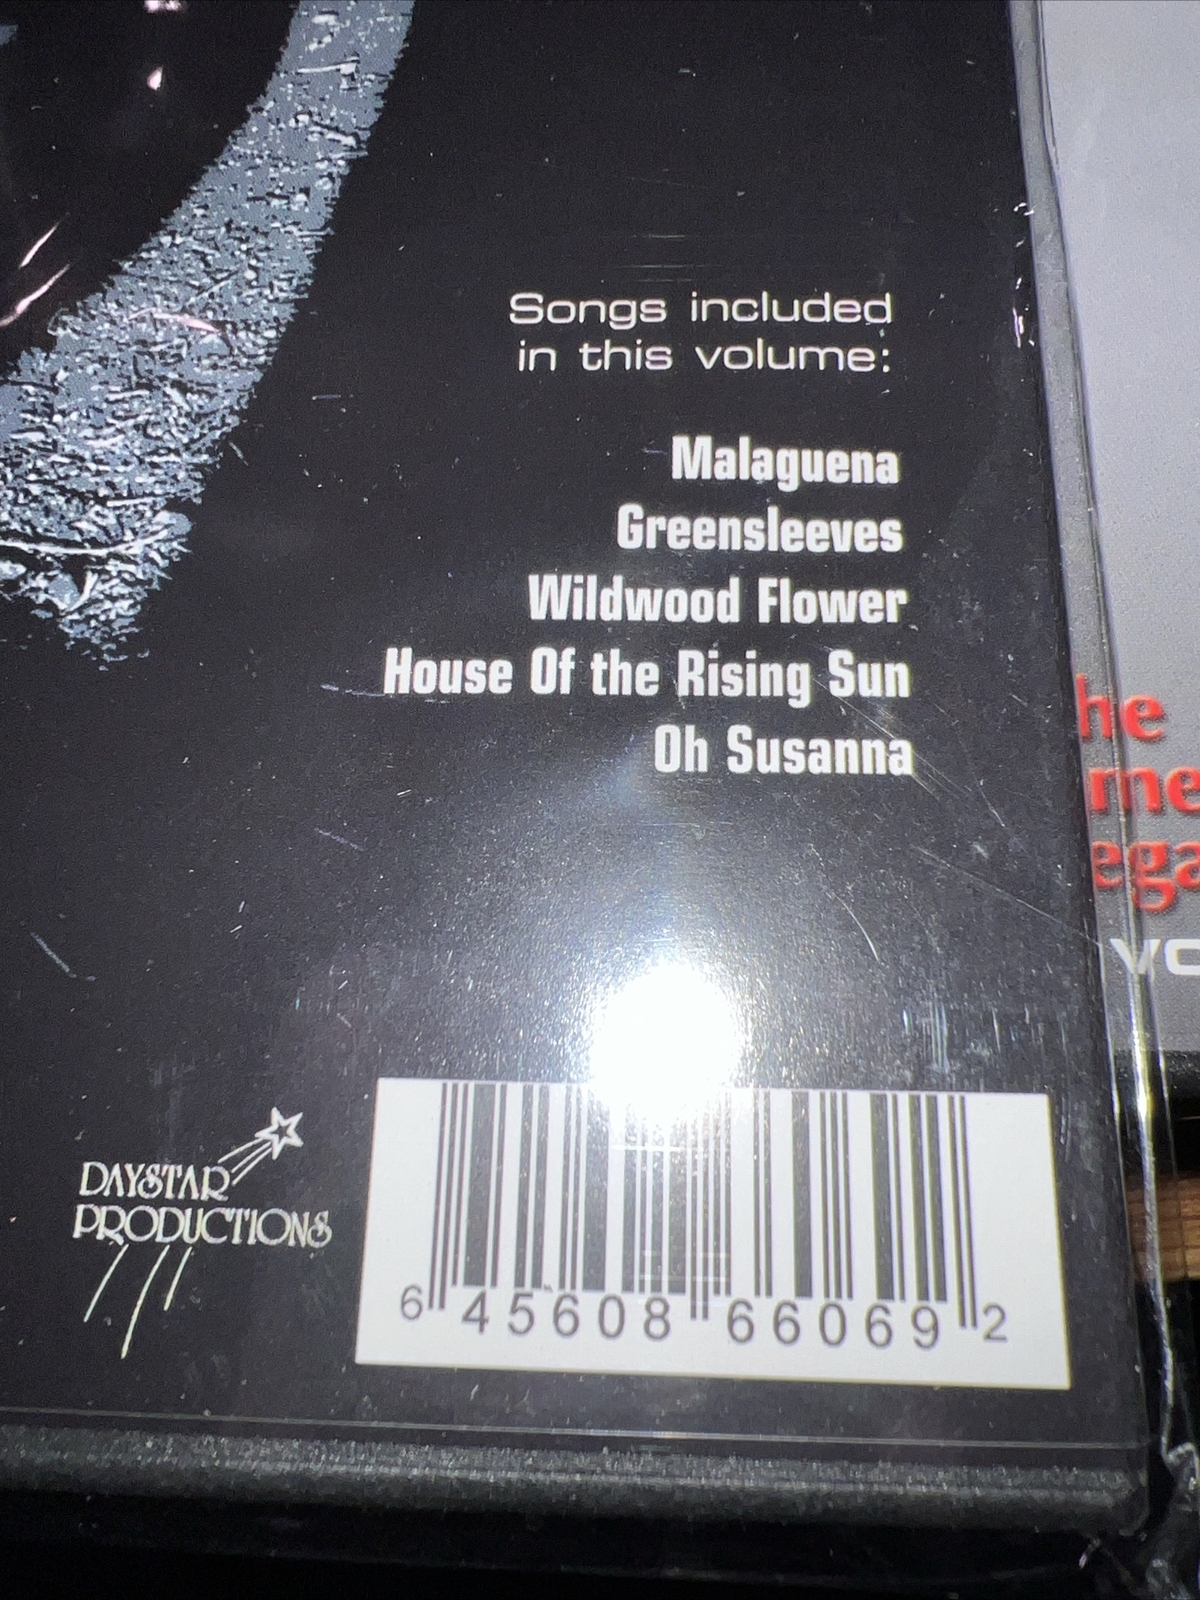 Songs included
in this volume:
Malaguena
Greensleeves
Wildwood Flower
House Of the Rising Sun
Oh Susanna
DAYSTAR
PRODUCTIONS
6 45608 66069 2